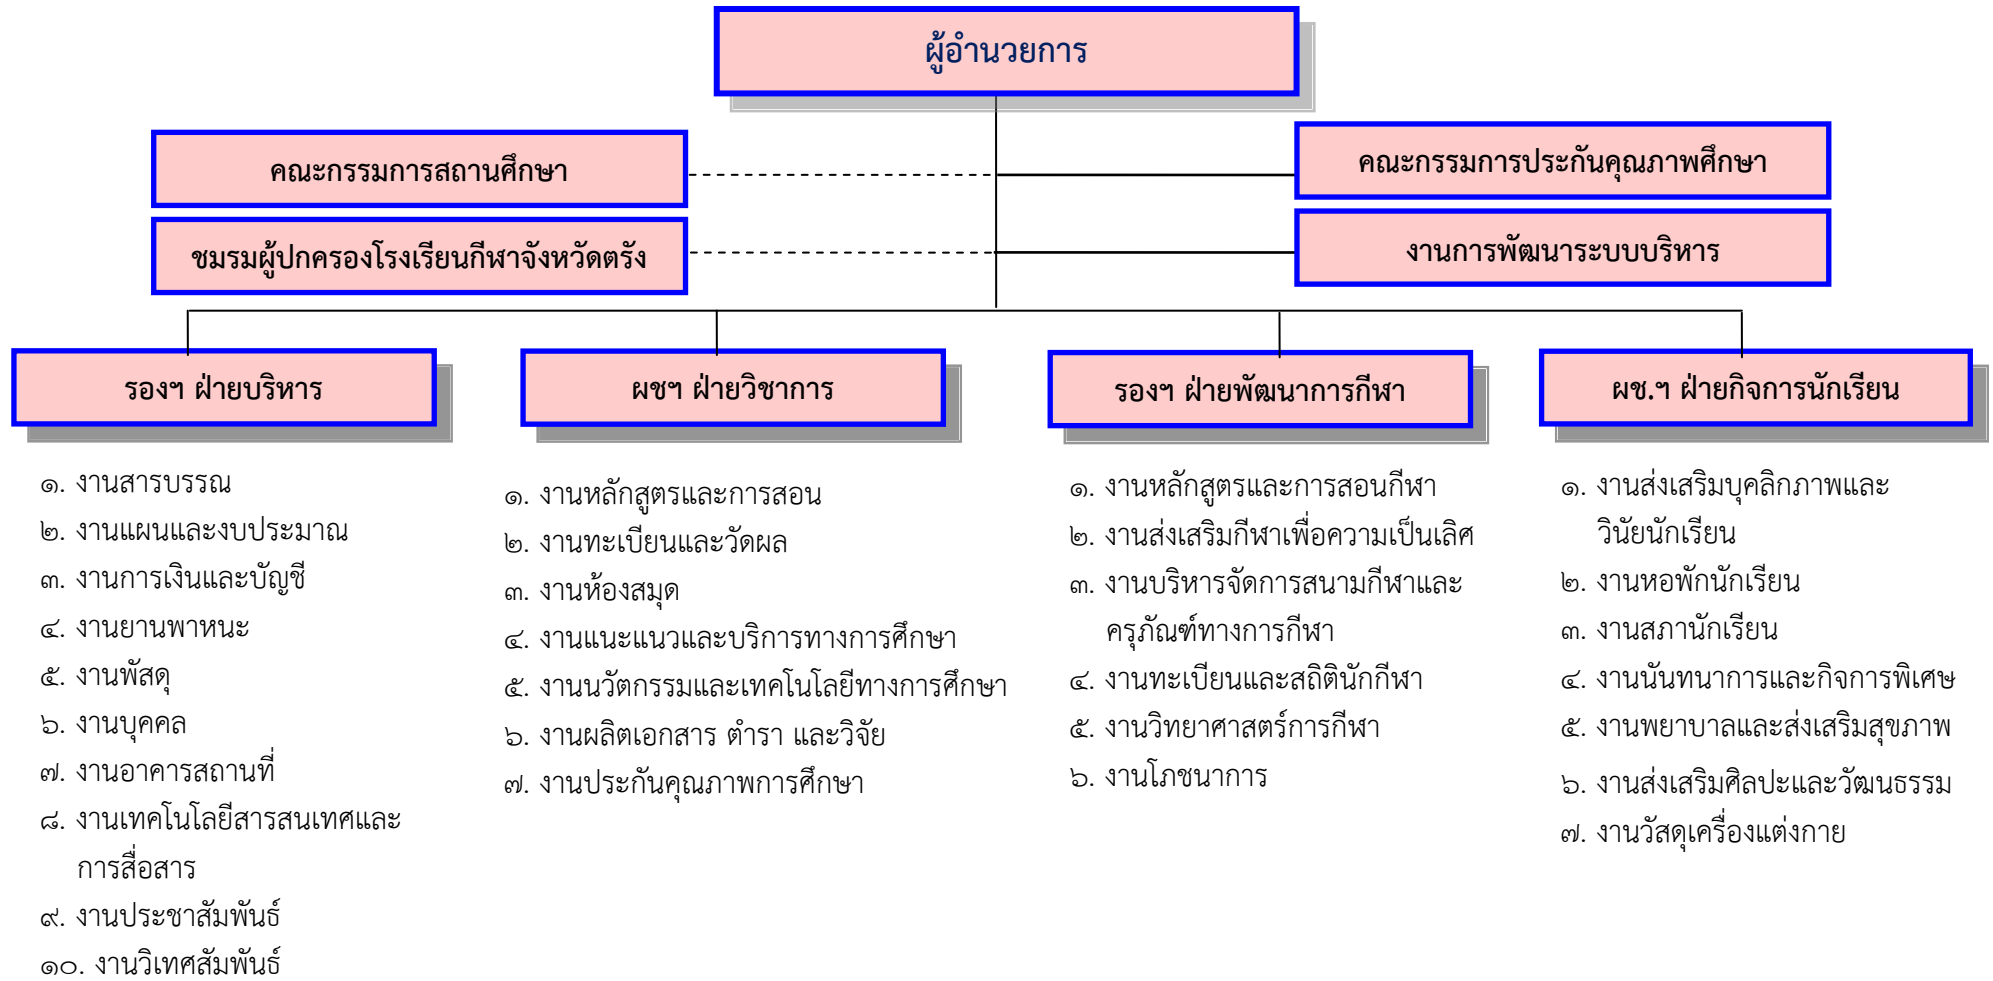 ผู้อำนวยการ
คณะกรรมการสถานศึกษา
คณะกรรมการประกันคุณภาพศึกษา
ชมรมผู้ปกครองโรงเรียนกีฬาจังหวัดตรัง
งานการพัฒนาระบบบริหาร
รองฯ ฝ่ายบริหาร
๑. งานสารบรรณ
๒. งานแผนและงบประมาณ
๓. งานการเงินและบัญชี
๔. งานยานพาหนะ
๕. งานพัสดุ
๖. งานบุคคล
๗. งานอาคารสถานที่
๘. งานเทคโนโลยีสารสนเทศและ
การสื่อสาร
๙. งานประชาสัมพันธ์
๑๐. งานวิเทศสัมพันธ์
ผชฯ ฝ่ายวิชาการ
๑. งานหลักสูตรและการสอน
๒. งานทะเบียนและวัดผล
๓. งานห้องสมุด
๔. งานแนะแนวและบริการทางการศึกษา
๕. งานนวัตกรรมและเทคโนโลยีทางการศึกษา
๖. งานผลิตเอกสาร ตำรา และวิจัย
๗. งานประกันคุณภาพการศึกษา
รองฯ ฝ่ายพัฒนาการกีฬา
๑. งานหลักสูตรและการสอนกีฬา
๒. งานส่งเสริมกีฬาเพื่อความเป็นเลิศ
๓. งานบริหารจัดการสนามกีฬาและ
ครุภัณฑ์ทางการกีฬา
๔. งานทะเบียนและสถิตินักกีฬา
๕. งานวิทยาศาสตร์การกีฬา
๖. งานโภชนาการ
ผช.ฯ ฝ่ายกิจการนักเรียน
๑. งานส่งเสริมบุคลิกภาพและ
วินัยนักเรียน
๒. งานหอพักนักเรียน
๓. งานสภานักเรียน
๔. งานนันทนาการและกิจการพิเศษ
๕. งานพยาบาลและส่งเสริมสุขภาพ
๖. งานส่งเสริมศิลปะและวัฒนธรรม
๗. งานวัสดุเครื่องแต่งกาย